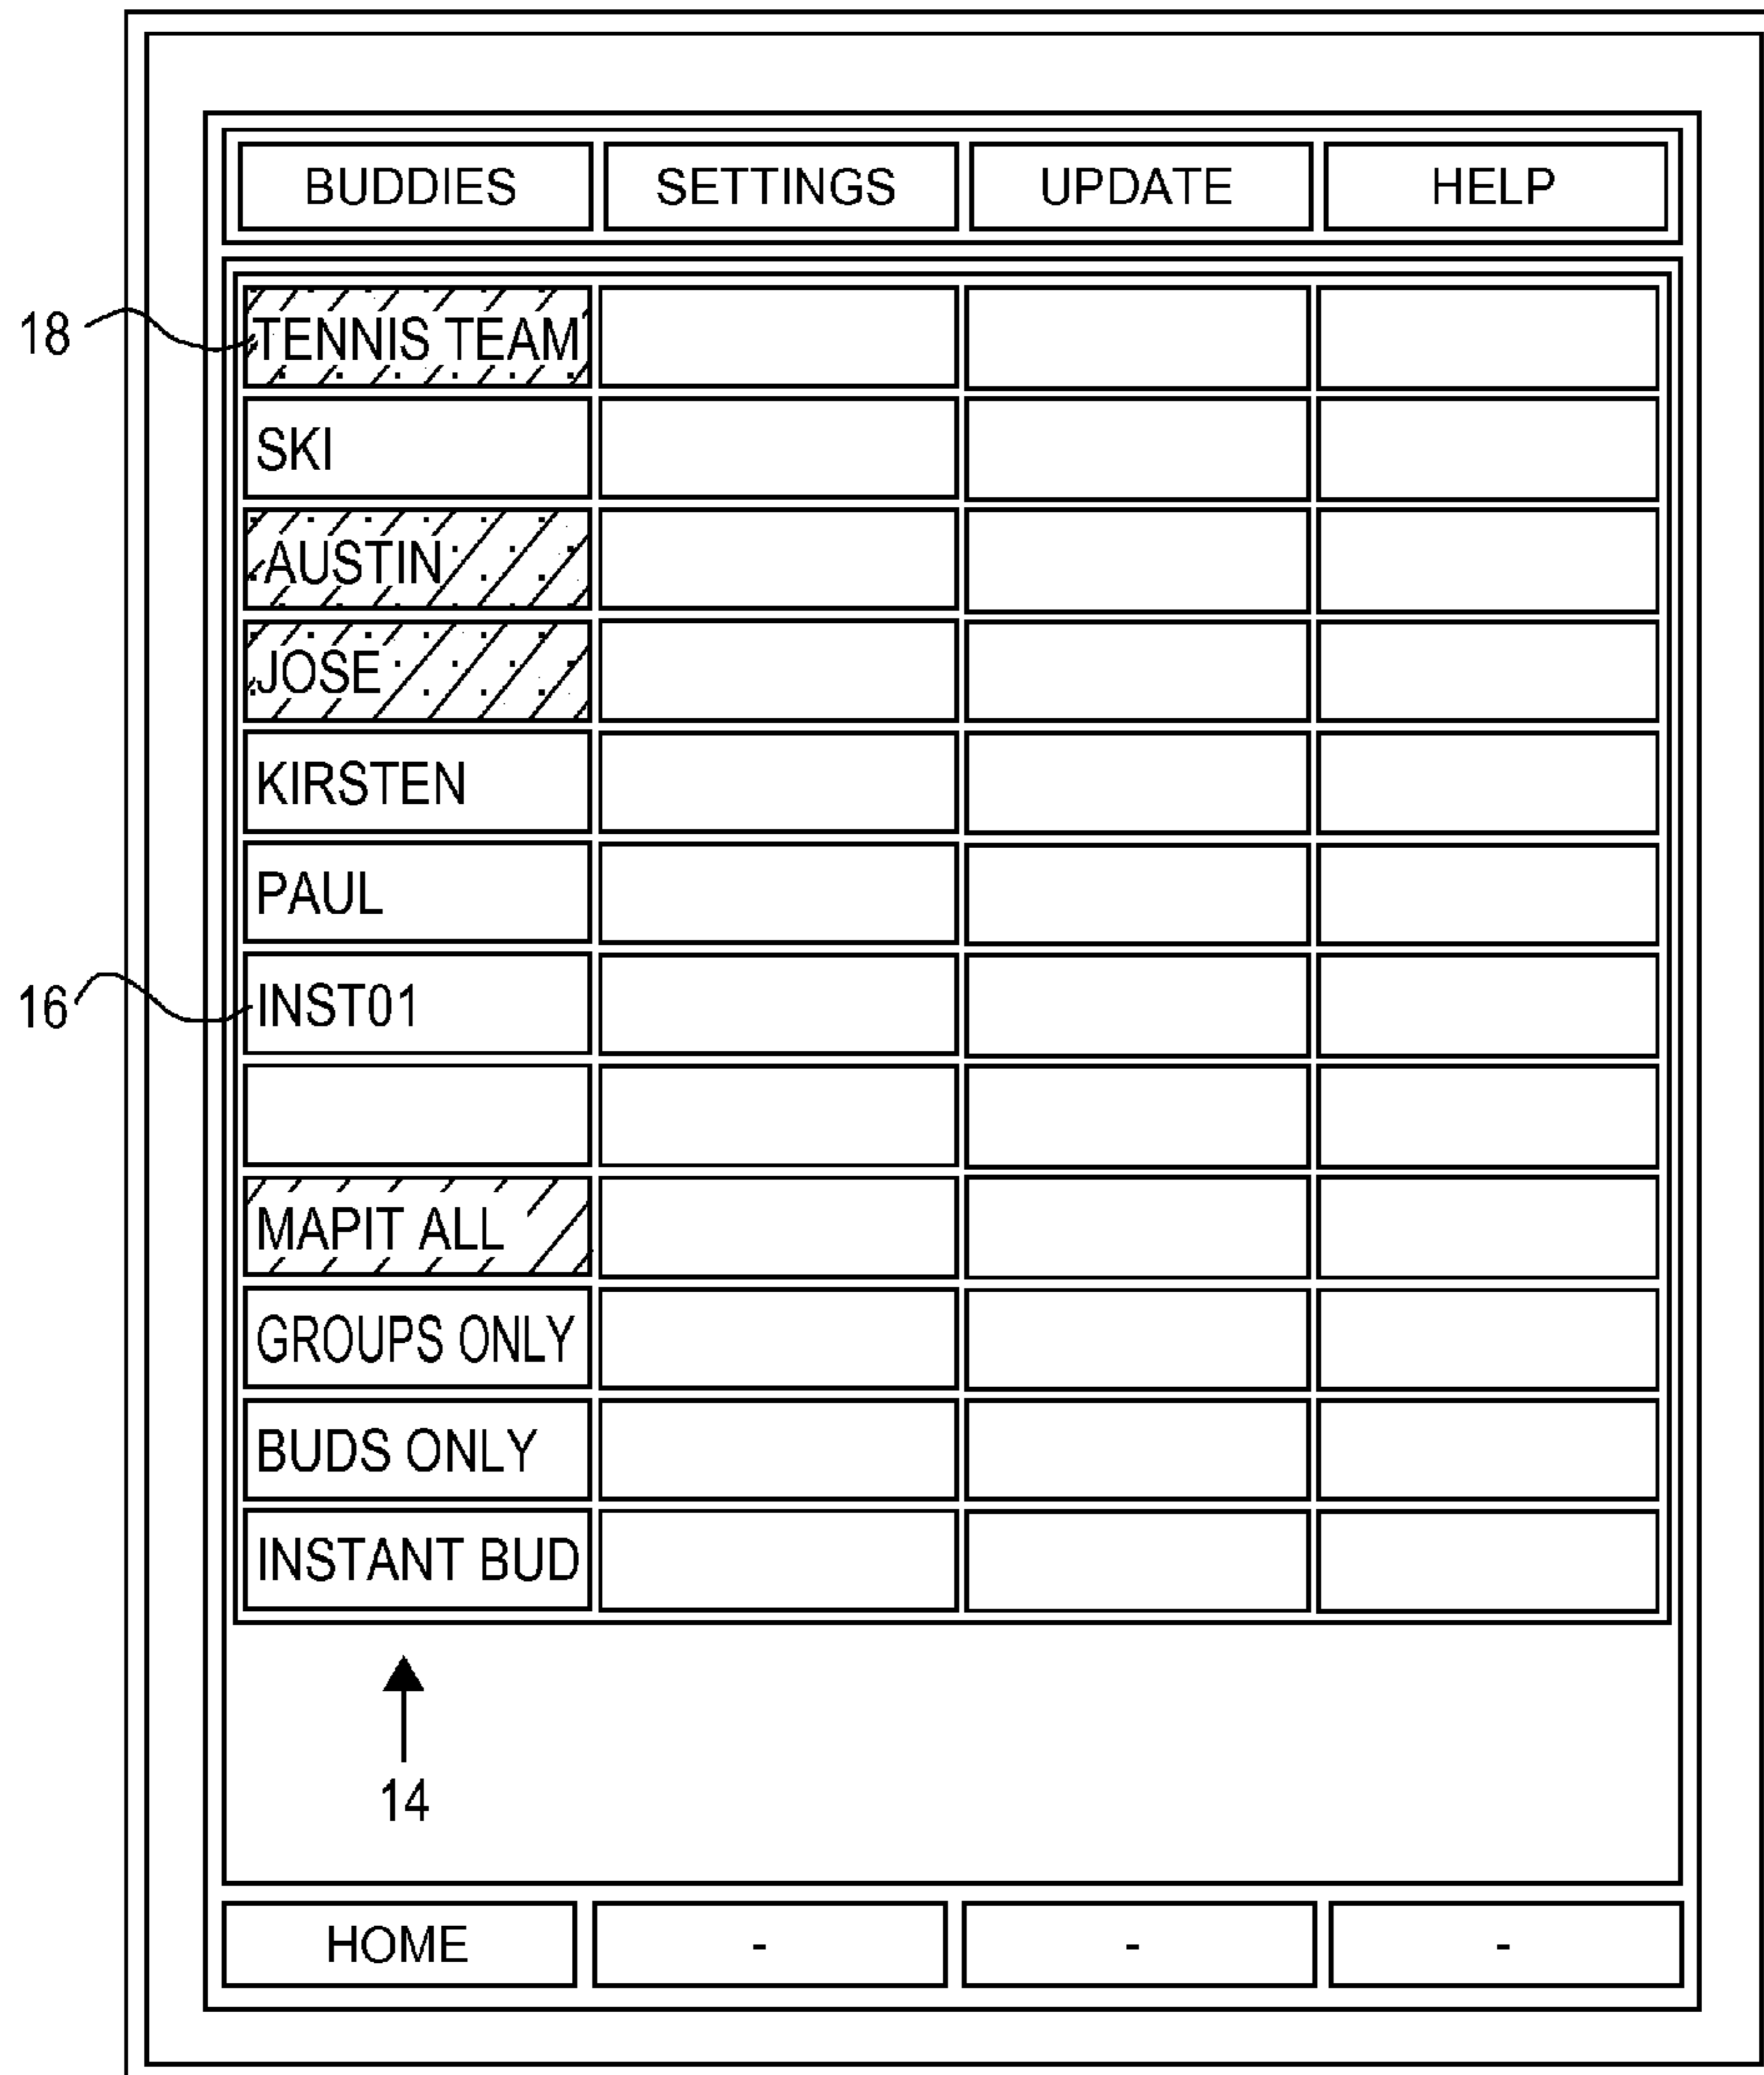 BUDDIES SETTINGS UPDATE HELP
18 TENNIS TEAM
SKI
AUSTIN
JOSE
KIRSTEN
PAUL
16 INST01
MAPIT ALL
GROUPS ONLY
BUDS ONLY
INSTANT BUD
14
HOME - - -